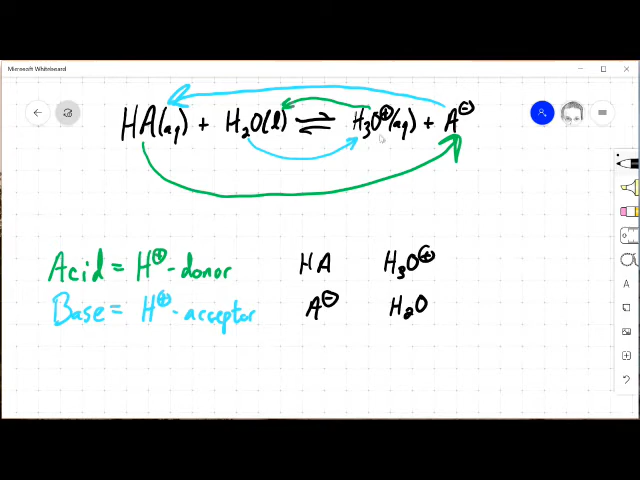 Microsoft Whiteboard
HA(aq) + H₂O(l) ⇌ H₃O⊕(aq) + A⊖
Acid = H⊕-donor HA H₃O⊕
Base = H⊕-acceptor A⊖ H₂O
A